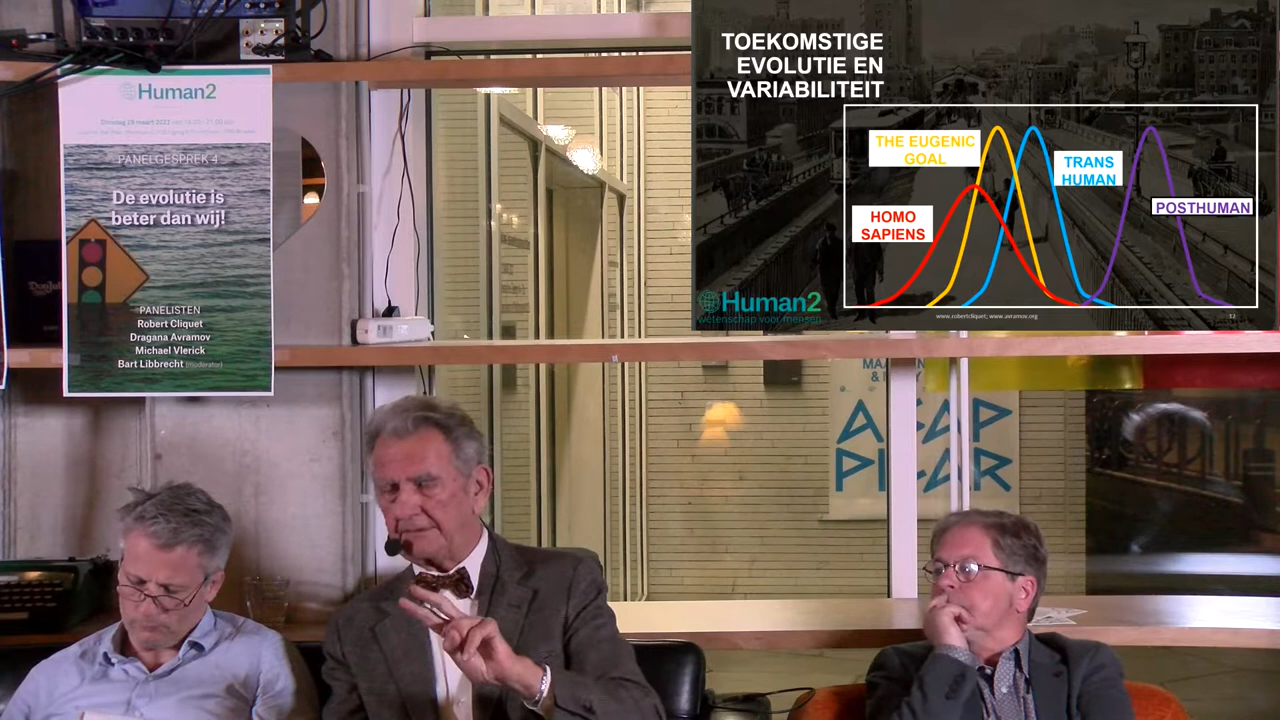 Human2
PANELGESPREK 4
De evolutie is
beter dan wij!
PANELISTEN
Robert Cliquet
Dragana Avramov
Michael Vlerick
Bart Libbrecht (moderator)
TOEKOMSTIGE
EVOLUTIE EN
VARIABILITEIT
THE EUGENIC
GOAL
TRANS
HUMAN
POSTHUMAN
HOMO
SAPIENS
Human2
wetenschap voor mensen
www.robertcliquet; www.avramov.org
12